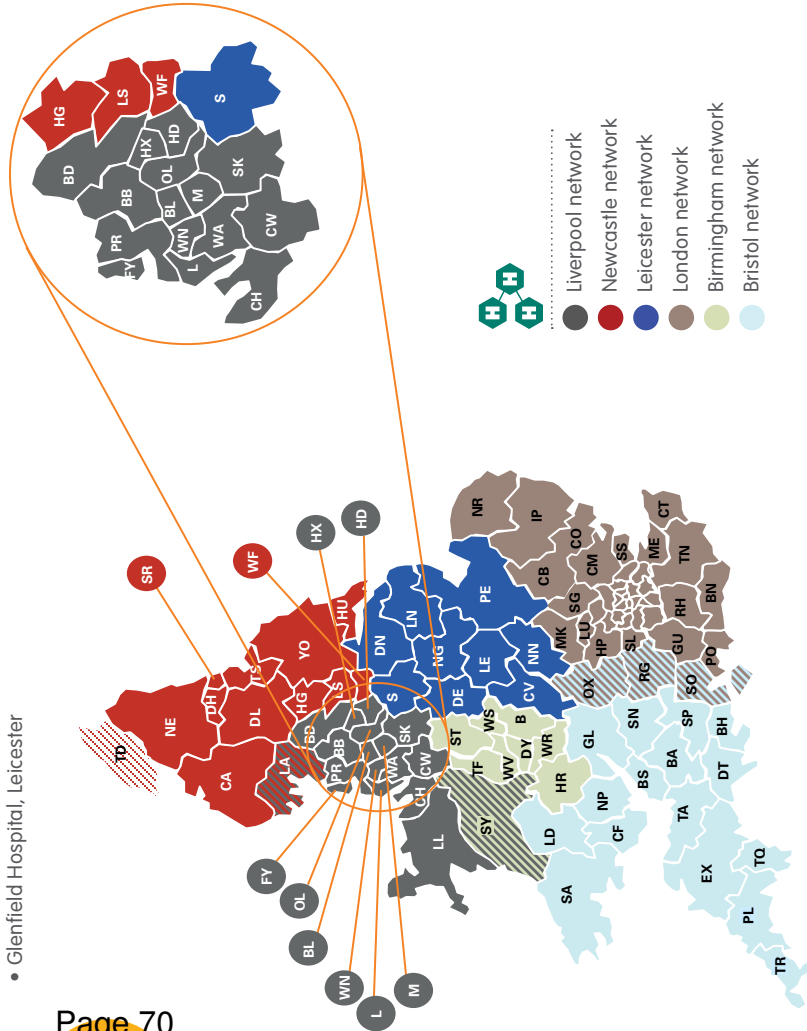 • Glenfield Hospital, Leicester
Page 70
TD
NE
SR
DH
CA
DL
TS
LA
HG
YO
WF
LS
HU
HX
HD
BD
PR
BB
FY
OL
BL
WN
L
M
WA
SK
CH
CW
LL
S
DN
LN
NG
DE
LE
PE
CV
NN
ST
TF
WS
WV
B
DY
WR
SY
HR
NR
IP
CB
CO
CM
SG
MK
LU
HP
SS
SL
ME
CT
TN
RH
BN
GU
PO
OX
RG
SO
LD
SA
NP
CF
GL
SN
BS
BA
SP
BH
DT
TA
EX
TQ
PL
TR
HG
LS
WF
S
BD
HX
HD
BB
OL
PR
BL
M
SK
FY
WN
WA
L
CW
CH
H
H
H
Liverpool network
Newcastle network
Leicester network
London network
Birmingham network
Bristol network